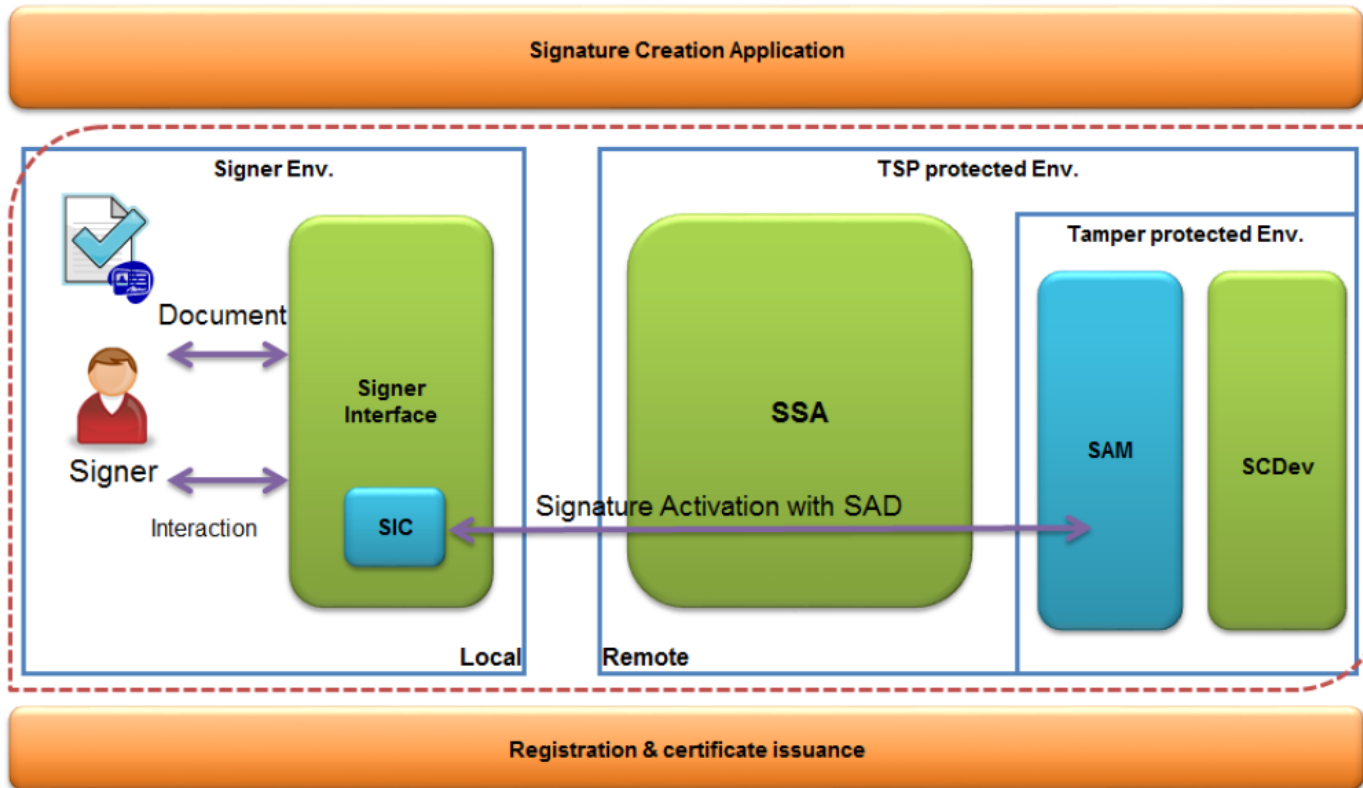 Signature Creation Application
Signer Env.
Document
Signer
Interaction
Signer
Interface
SIC
Local
TSP protected Env.
SSA
Signature Activation with SAD
Remote
Tamper protected Env.
SAM
SCDev
Registration & certificate issuance